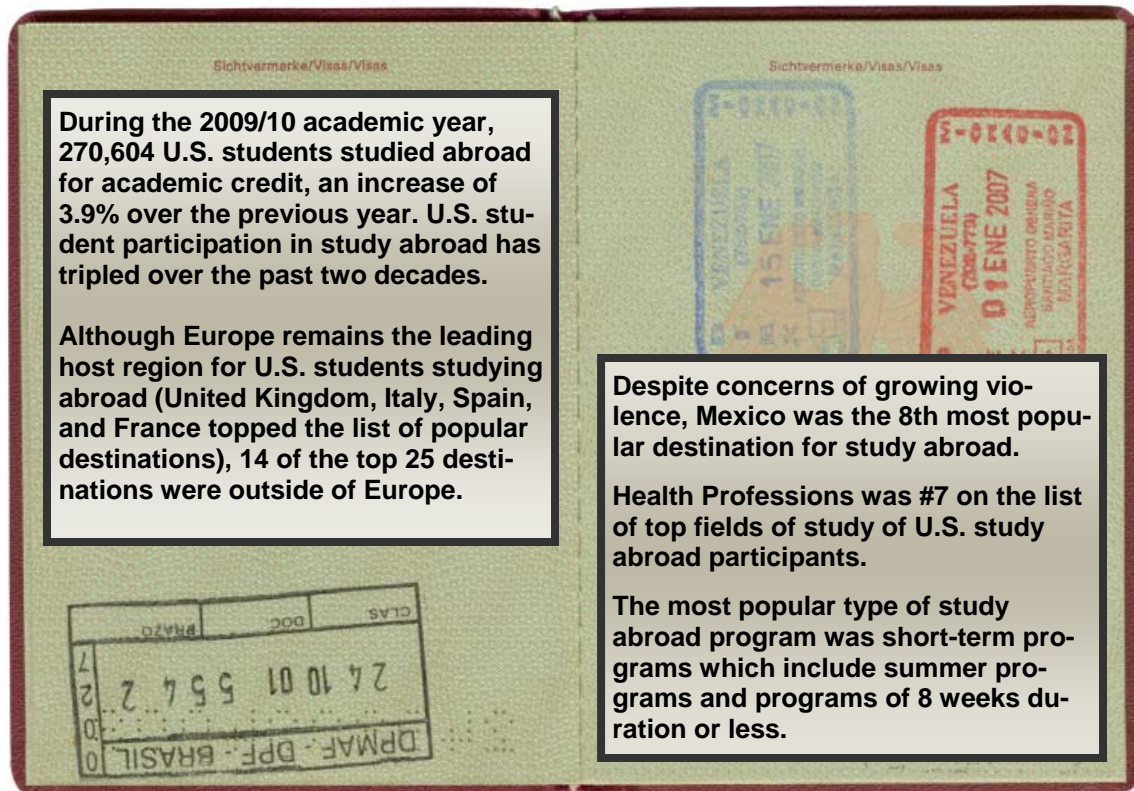 Sichtvermerke/Visas/Visas
During the 2009/10 academic year,
270,604 U.S. students studied abroad
for academic credit, an increase of
3.9% over the previous year. U.S. stu-
dent participation in study abroad has
tripled over the past two decades.
Although Europe remains the leading
host region for U.S. students studying
abroad (United Kingdom, Italy, Spain,
and France topped the list of popular
destinations), 14 of the top 25 desti-
nations were outside of Europe.
CLAS DOC PRAZO
24 10 01 5 5 4 2
DPMAF - DPF - BRASIL
Sichtvermerke/Visas/Visas
VENEZUELA
15 ENE 2007
VENEZUELA
01 ENE 2007
SANTIAGO MARIÑO
MARGARITA
Despite concerns of growing vio-
lence, Mexico was the 8th most popu-
lar destination for study abroad.
Health Professions was #7 on the list
of top fields of study of U.S. study
abroad participants.
The most popular type of study
abroad program was short-term pro-
grams which include summer pro-
grams and programs of 8 weeks du-
ration or less.